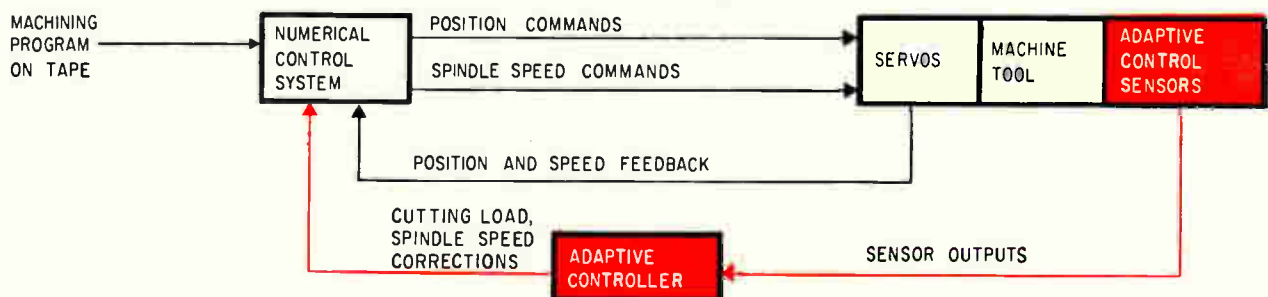 MACHINING
PROGRAM
ON TAPE
NUMERICAL
CONTROL
SYSTEM
POSITION COMMANDS
SPINDLE SPEED COMMANDS
SERVOS
MACHINE
TOOL
ADAPTIVE
CONTROL
SENSORS
POSITION AND SPEED FEEDBACK
CUTTING LOAD,
SPINDLE SPEED
CORRECTIONS
ADAPTIVE
CONTROLLER
SENSOR OUTPUTS